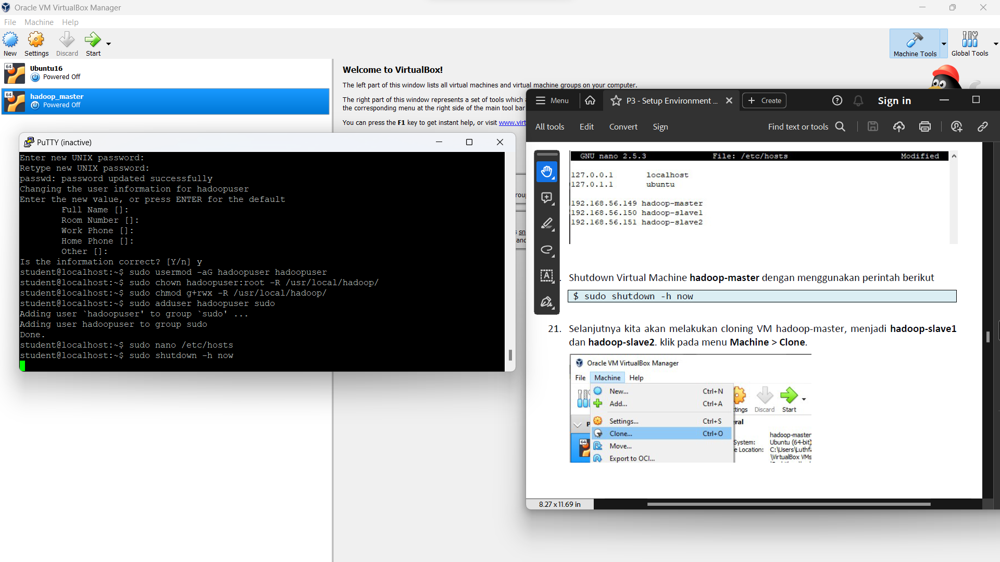 Oracle VM VirtualBox Manager
File Machine Help
New Settings Discard Start
Machine Tools Global Tools
64 Ubuntu16
Powered Off
64 hadoop_master
Powered Off
Welcome to VirtualBox!
The left part of this window lists all virtual machines and virtual machine groups on your computer.
The right part of this window represents a set of tools which
the corresponding menu at the right side of the main tool bar
You can press the F1 key to get instant help, or visit www.virt
PuTTY (inactive)
Enter new UNIX password:
Retype new UNIX password:
passwd: password updated successfully
Changing the user information for hadoopuser
Enter the new value, or press ENTER for the default
Full Name []:
Room Number []:
Work Phone []:
Home Phone []:
Other []:
Is the information correct? [Y/n] y
student@localhost:~$ sudo usermod -aG hadoopuser hadoopuser
student@localhost:~$ sudo chown hadoopuser:root -R /usr/local/hadoop/
student@localhost:~$ sudo chmod g+rwx -R /usr/local/hadoop/
student@localhost:~$ sudo adduser hadoopuser sudo
Adding user `hadoopuser' to group `sudo' ...
Adding user hadoopuser to group sudo
Done.
student@localhost:~$ sudo nano /etc/hosts
student@localhost:~$ sudo shutdown -h now
Menu P3 - Setup Environment ... Create Sign in
All tools Edit Convert Sign Find text or tools
GNU nano 2.5.3 File: /etc/hosts Modified
127.0.0.1 localhost
127.0.1.1 ubuntu
192.168.56.149 hadoop-master
192.168.56.150 hadoop-slave1
192.168.56.151 hadoop-slave2
. Shutdown Virtual Machine hadoop-master dengan menggunakan perintah berikut
$ sudo shutdown -h now
21. Selanjutnya kita akan melakukan cloning VM hadoop-master, menjadi hadoop-slave1
dan hadoop-slave2. klik pada menu Machine > Clone.
Oracle VM VirtualBox Manager
File Machine Help
New... Ctrl+N
Add... Ctrl+A
Settings... Ctrl+S
Clone... Ctrl+O
Move...
Export to OCI...
tings Discard Start
ral
hadoop-master
System: Ubuntu (64-bit)
e Location: C:\Users\Luthf
\VirtualBox VMs
64
8.27 x 11.69 in